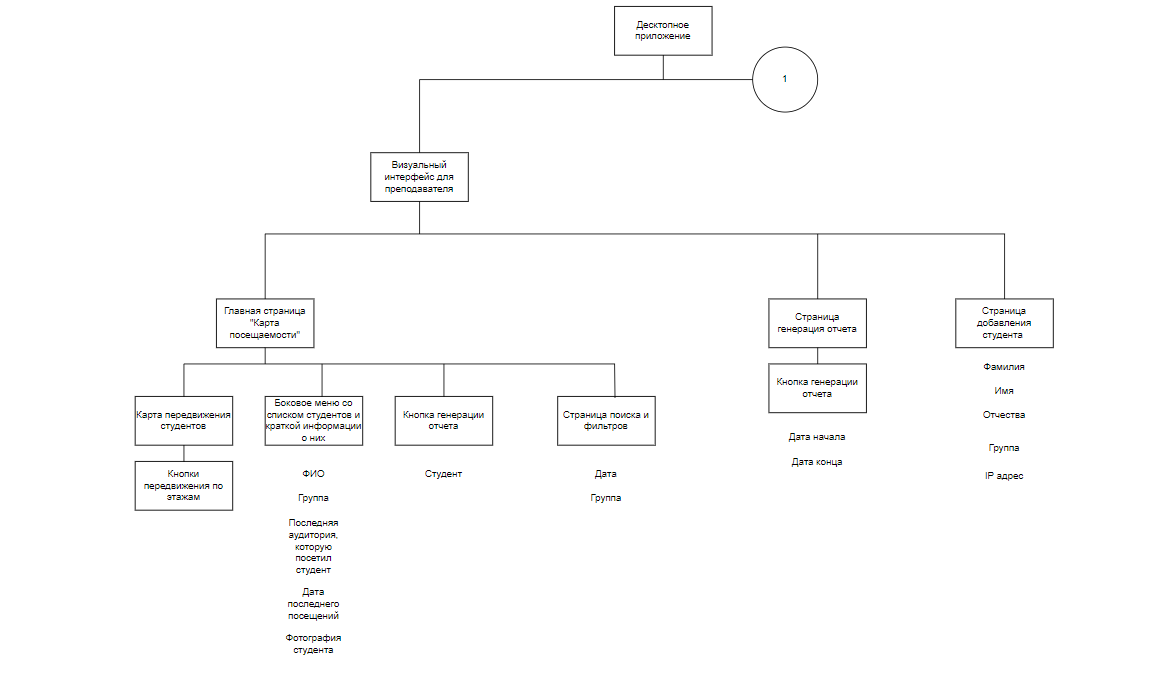 Десктопное
приложение
1
Визуальный
интерфейс для
преподавателя
Главная страница
"Карта
посещаемости"
Страница
генерация отчета
Страница
добавления
студента
Карта передвижения
студентов
Боковое меню со
списком студентов и
краткой информации
о них
Кнопка генерации
отчета
Страница поиска и
фильтров
Кнопка генерации
отчета
Фамилия
Имя
Отчества
Группа
IP адрес
Дата начала
Дата конца
Кнопки
передвижения по
этажам
ФИО
Группа
Последняя
аудитория,
которую
посетил
студент
Дата
последнего
посещений
Фотография
студента
Студент
Дата
Группа